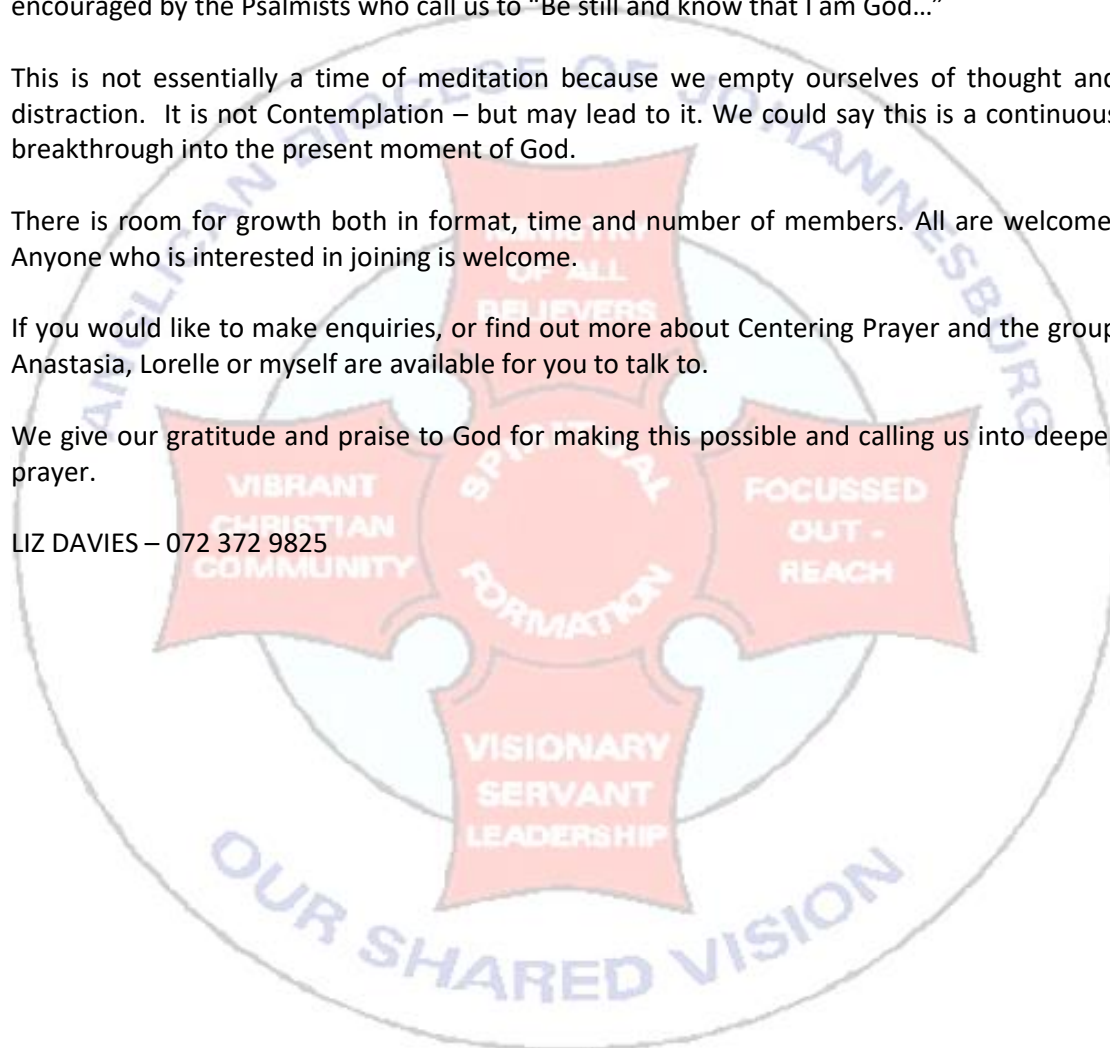 encouraged by the Psalmists who call us to “Be still and know that I am God…”
This is not essentially a time of meditation because we empty ourselves of thought and
distraction.  It is not Contemplation – but may lead to it. We could say this is a continuous
breakthrough into the present moment of God.
There is room for growth both in format, time and number of members. All are welcome
Anyone who is interested in joining is welcome.
If you would like to make enquiries, or find out more about Centering Prayer and the group
Anastasia, Lorelle or myself are available for you to talk to.
We give our gratitude and praise to God for making this possible and calling us into deeper
prayer.
LIZ DAVIES – 072 372 9825
ANGLICAN DIOCESE OF JOHANNESBURG
MINISTRY
OF ALL
BELIEVERS
VIBRANT
CHRISTIAN
COMMUNITY
SPIRITUAL
FORMATION
FOCUSSED
OUT -
REACH
VISIONARY
SERVANT
LEADERSHIP
OUR SHARED VISION